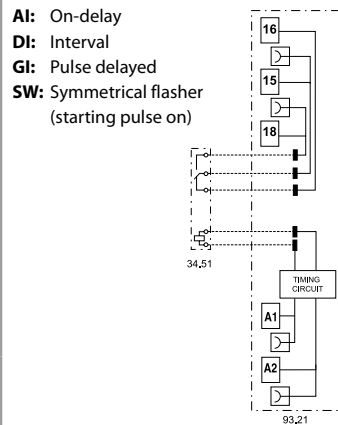 AI: On-delay
DI: Interval
GI: Pulse delayed
SW: Symmetrical flasher
(starting pulse on)
16
15
18
34.51
TIMING
CIRCUIT
A1
A2
93.21